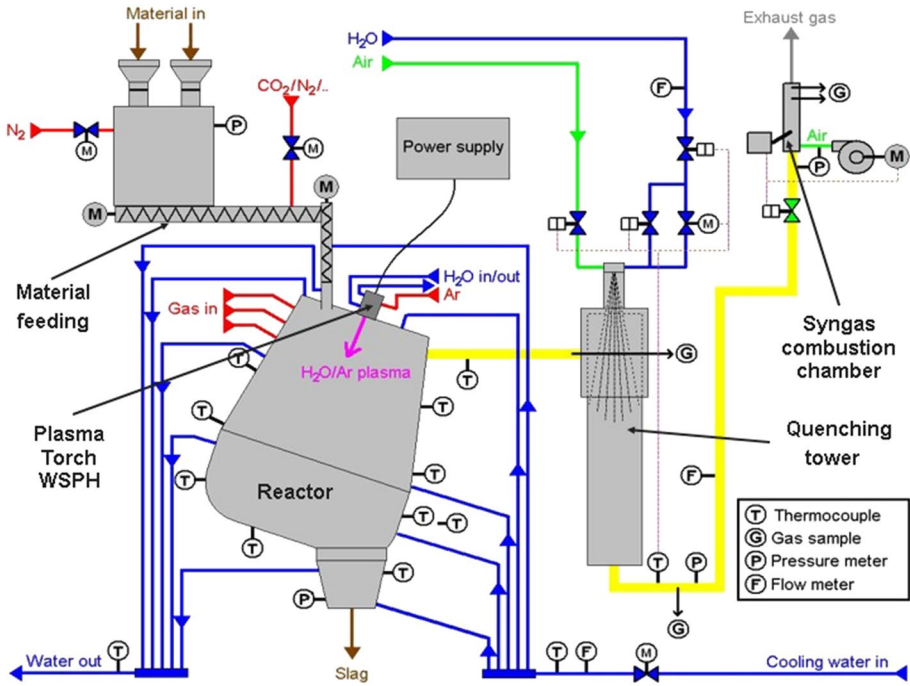 Material in
H2O
Air
Exhaust gas
G
CO2/N2/..
F
N2
M
P
M
Power supply
Air
M
P
M
M
M
Material
feeding
H2O in/out
Ar
Gas in
Syngas
combustion
chamber
G
T
T
H2O/Ar plasma
T
T
Plasma
Torch
WSPH
Quenching
tower
F
T
T
Reactor
T
T
T
T Thermocouple
G Gas sample
P Pressure meter
F Flow meter
T
P
T
P
G
Water out
T
Slag
T
F
M
Cooling water in